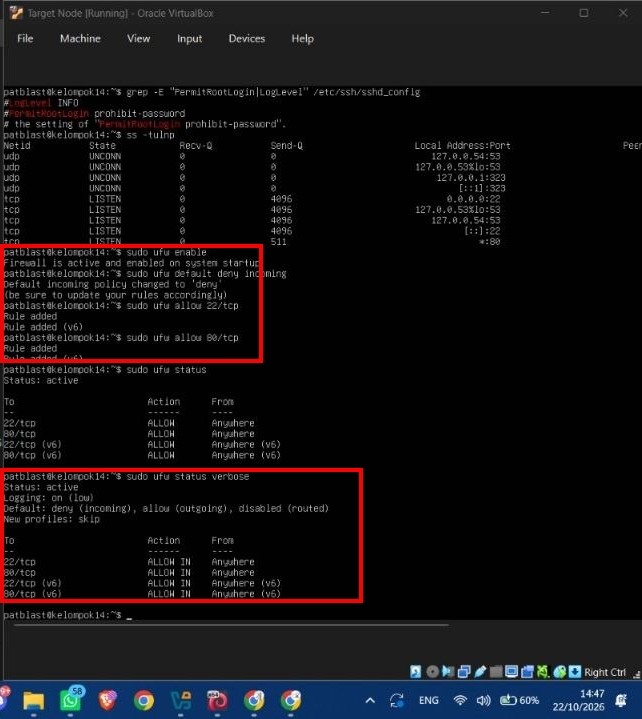 Target Node [Running] - Oracle VirtualBox
File Machine View Input Devices Help
patblast@kelompok14:~$ grep -E "PermitRootLogin|LogLevel" /etc/ssh/sshd_config
#LogLevel INFO
#PermitRootLogin prohibit-password
# the setting of "PermitRootLogin prohibit-password".
patblast@kelompok14:~$ ss -tulnp
Netid State Recv-Q Send-Q Local Address:Port Peer
udp UNCONN 0 0 127.0.0.54:53
udp UNCONN 0 0 127.0.0.53%lo:53
udp UNCONN 0 0 127.0.0.1:323
udp UNCONN 0 0 [::1]:323
tcp LISTEN 0 4096 0.0.0.0:22
tcp LISTEN 0 4096 127.0.0.53%lo:53
tcp LISTEN 0 4096 127.0.0.54:53
tcp LISTEN 0 4096 [::]:22
tcp LISTEN 0 511 *:80
patblast@kelompok14:~$ sudo ufw enable
Firewall is active and enabled on system startup
patblast@kelompok14:~$ sudo ufw default deny incoming
Default incoming policy changed to 'deny'
(be sure to update your rules accordingly)
patblast@kelompok14:~$ sudo ufw allow 22/tcp
Rule added
Rule added (v6)
patblast@kelompok14:~$ sudo ufw allow 80/tcp
Rule added
Rule added (v6)
patblast@kelompok14:~$ sudo ufw status
Status: active
To Action From
-- ------ ----
22/tcp ALLOW Anywhere
80/tcp ALLOW Anywhere
22/tcp (v6) ALLOW Anywhere (v6)
80/tcp (v6) ALLOW Anywhere (v6)
patblast@kelompok14:~$ sudo ufw status verbose
Status: active
Logging: on (low)
Default: deny (incoming), allow (outgoing), disabled (routed)
New profiles: skip
To Action From
-- ------ ----
22/tcp ALLOW IN Anywhere
80/tcp ALLOW IN Anywhere
22/tcp (v6) ALLOW IN Anywhere (v6)
80/tcp (v6) ALLOW IN Anywhere (v6)
patblast@kelompok14:~$ _
Right Ctrl
58
ENG 60% 14:47
22/10/2026